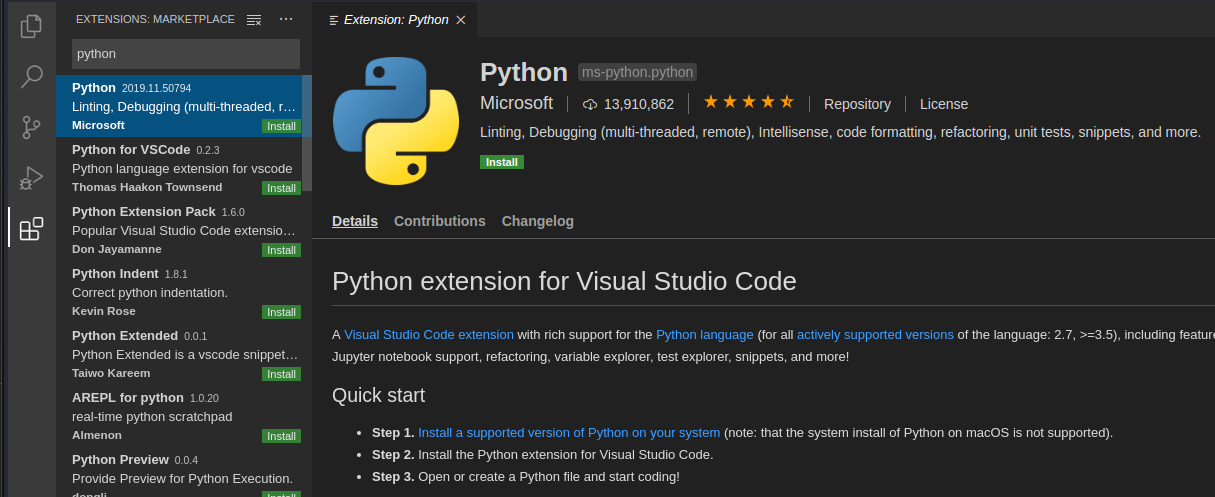 EXTENSIONS: MARKETPLACE
python
Python 2019.11.50794
Linting, Debugging (multi-threaded, r…
Microsoft Install
Python for VSCode 0.2.3
Python language extension for vscode
Thomas Haakon Townsend Install
Python Extension Pack 1.6.0
Popular Visual Studio Code extensio…
Don Jayamanne Install
Python Indent 1.8.1
Correct python indentation.
Kevin Rose Install
Python Extended 0.0.1
Python Extended is a vscode snippet…
Taiwo Kareem Install
AREPL for python 1.0.20
real-time python scratchpad
Almenon Install
Python Preview 0.0.4
Provide Preview for Python Execution.
dongli Install
Extension: Python
Python ms-python.python
Microsoft 13,910,862 Repository License
Linting, Debugging (multi-threaded, remote), Intellisense, code formatting, refactoring, unit tests, snippets, and more.
Install
Details Contributions Changelog
Python extension for Visual Studio Code
A Visual Studio Code extension with rich support for the Python language (for all actively supported versions of the language: 2.7, >=3.5), including feature
Jupyter notebook support, refactoring, variable explorer, test explorer, snippets, and more!
Quick start
• Step 1. Install a supported version of Python on your system (note: that the system install of Python on macOS is not supported).
• Step 2. Install the Python extension for Visual Studio Code.
• Step 3. Open or create a Python file and start coding!